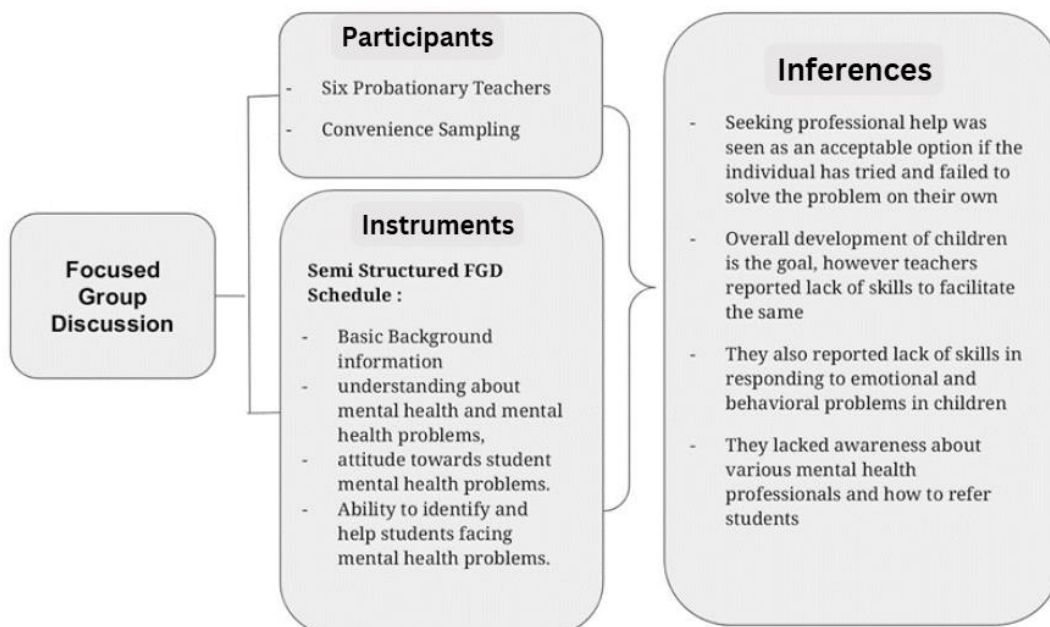 Focused
Group
Discussion
Participants
- Six Probationary Teachers
- Convenience Sampling
Instruments
Semi Structured FGD
Schedule :
- Basic Background
information
- understanding about
mental health and mental
health problems,
- attitude towards student
mental health problems.
- Ability to identify and
help students facing
mental health problems.
Inferences
- Seeking professional help was
seen as an acceptable option if the
individual has tried and failed to
solve the problem on their own
- Overall development of children
is the goal, however teachers
reported lack of skills to facilitate
the same
- They also reported lack of skills in
responding to emotional and
behavioral problems in children
- They lacked awareness about
various mental health
professionals and how to refer
students